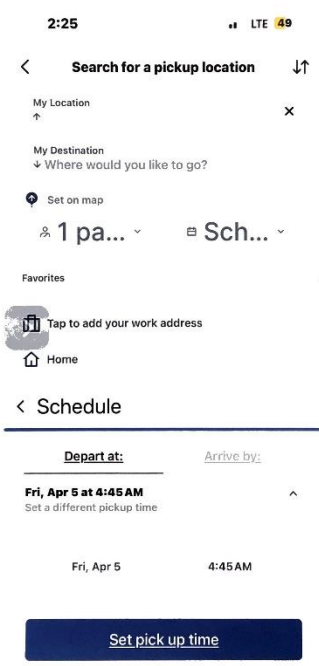 2:25 LTE 49
Search for a pickup location
My Location
My Destination
Where would you like to go?
Set on map
1 pa... Sch...
Favorites
Tap to add your work address
Home
Schedule
Depart at: Arrive by:
Fri, Apr 5 at 4:45 AM
Set a different pickup time
Fri, Apr 5 4:45 AM
Set pick up time